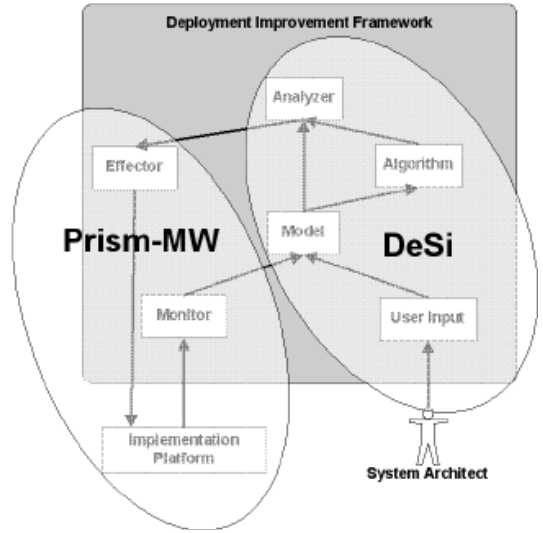 Deployment Improvement Framework
Analyzer
Effector
Algorithm
Prism-MW
Model
DeSi
Monitor
User Input
Implementation
Platform
System Architect